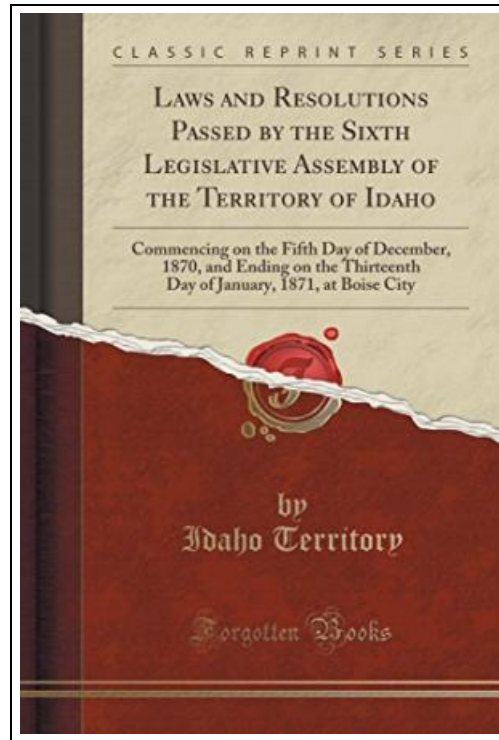 CLASSIC REPRINT SERIES
LAWS AND RESOLUTIONS
PASSED BY THE SIXTH
LEGISLATIVE ASSEMBLY OF
THE TERRITORY OF IDAHO
Commencing on the Fifth Day of December,
1870, and Ending on the Thirteenth
Day of January, 1871, at Boise City
by
Idaho Territory
Forgotten Books